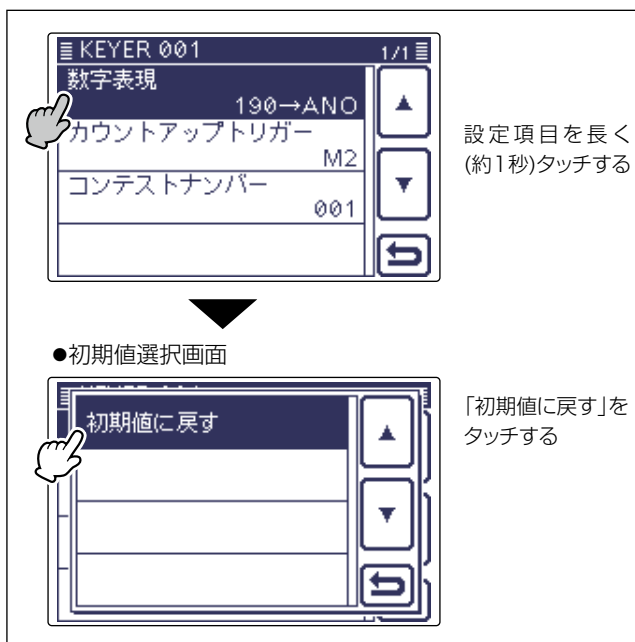 KEYER 001 1/1
数字表現
190→ANO
カウントアップトリガー
M2
コンテストナンバー
001
設定項目を長く
(約1秒)タッチする
●初期値選択画面
初期値に戻す
「初期値に戻す」を
タッチする